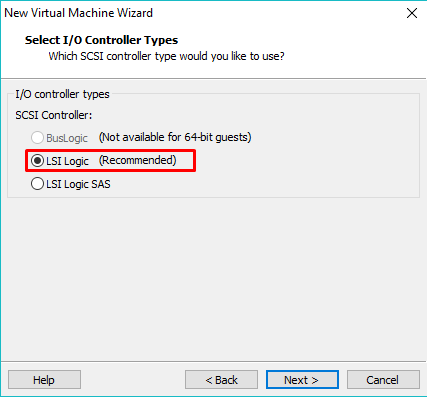 New Virtual Machine Wizard
Select I/O Controller Types
Which SCSI controller type would you like to use?
I/O controller types
SCSI Controller:
BusLogic (Not available for 64-bit guests)
LSI Logic (Recommended)
LSI Logic SAS
Help < Back Next > Cancel